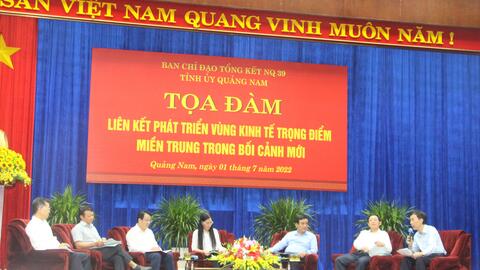 SẢN VIỆT NAM QUANG VINH MUÔN NĂM!
BAN CHỈ ĐẠO TỔNG KẾT NQ 39
TỈNH ỦY QUẢNG NAM
TỌA ĐÀM
LIÊN KẾT PHÁT TRIỂN VÙNG KINH TẾ TRỌNG ĐIỂM
MIỀN TRUNG TRONG BỐI CẢNH MỚI
Quảng Nam, ngày 01 tháng 7 năm 2022